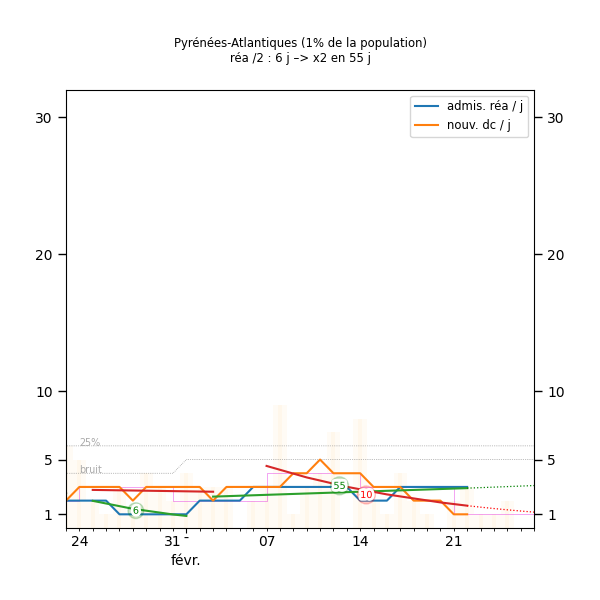 Pyrénées-Atlantiques (1% de la population)
réa /2 : 6 j –> x2 en 55 j
admis. réa / j
nouv. dc / j
30 30
20 20
10 10
25%
5 5
bruit
55
10
6
1 1
24 31 - 07 14 21
févr.